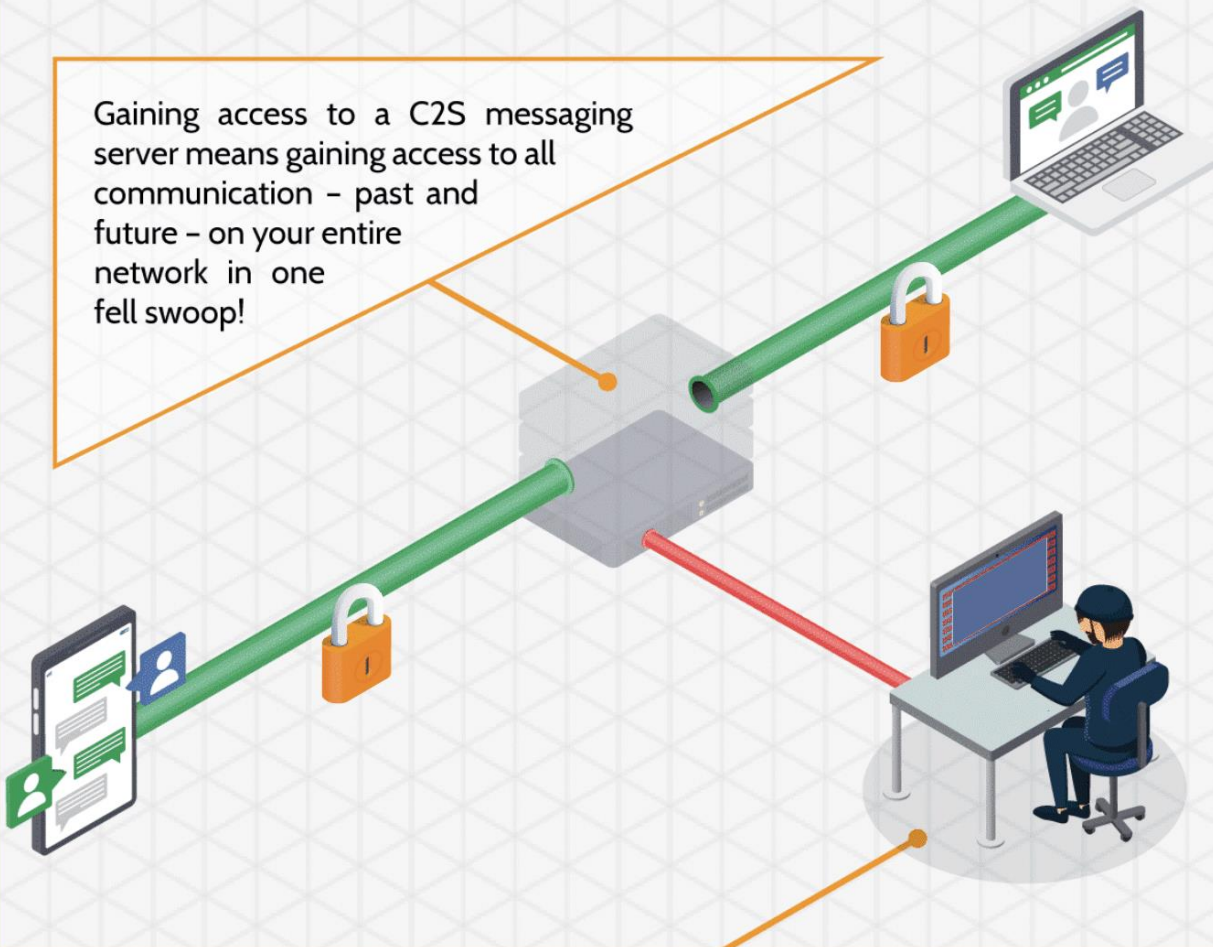 Gaining access to a C2S messaging
server means gaining access to all
communication – past and
future – on your entire
network in one
fell swoop!